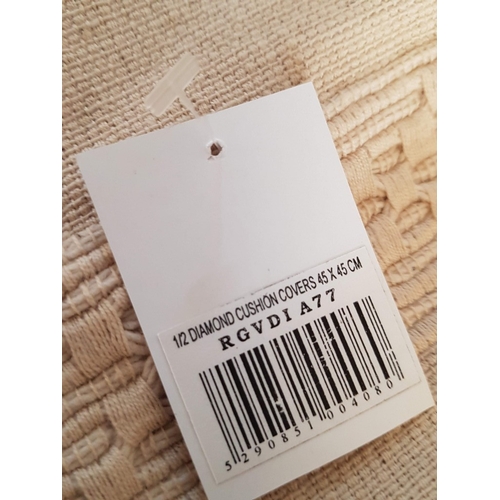 1/2 DIAMOND CUSHION COVERS 45 X 45 CM
RGVDI A77
5290851004080